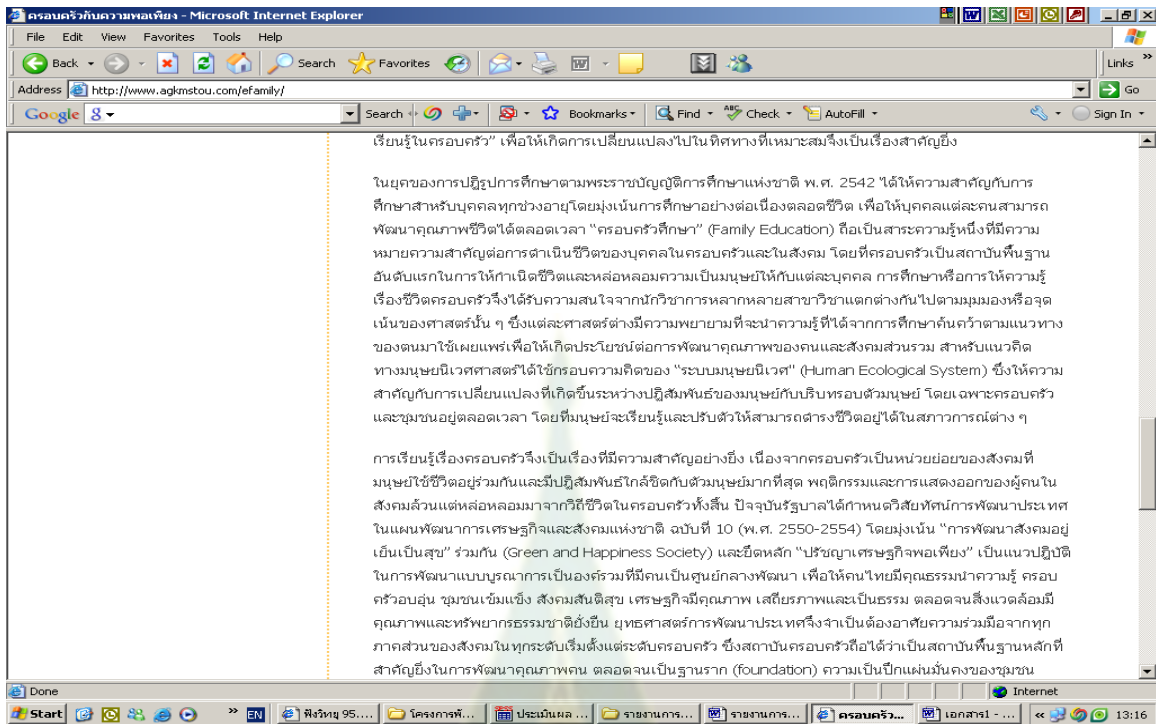 ครอบครัวกับความพอเพียง - Microsoft Internet Explorer
File Edit View Favorites Tools Help
Back Search Favorites Links
Address http://www.agkmstou.com/efamily/ Go
Google Search Bookmarks Find Check AutoFill Sign In
เรียนรู้ในครอบครัว” เพื่อให้เกิดการเปลี่ยนแปลงไปในทิศทางที่เหมาะสมจึงเป็นเรื่องสำคัญยิ่ง
ในยุคของการปฏิรูปการศึกษาตามพระราชบัญญัติการศึกษาแห่งชาติ พ.ศ. 2542 ได้ให้ความสำคัญกับการ
ศึกษาสำหรับบุคคลทุกช่วงอายุโดยมุ่งเน้นการศึกษาอย่างต่อเนื่องตลอดชีวิต เพื่อให้บุคคลแต่ละคนสามารถ
พัฒนาคุณภาพชีวิตได้ตลอดเวลา “ครอบครัวศึกษา” (Family Education) ถือเป็นสาระความรู้หนึ่งที่มีความ
หมายความสำคัญต่อการดำเนินชีวิตของบุคคลในครอบครัวและในสังคม โดยที่ครอบครัวเป็นสถาบันพื้นฐาน
อันดับแรกในการให้กำเนิดชีวิตและหล่อหลอมความเป็นมนุษย์ให้กับแต่ละบุคคล การศึกษาหรือการให้ความรู้
เรื่องชีวิตครอบครัวจึงได้รับความสนใจจากนักวิชาการหลากหลายสาขาวิชาแตกต่างกันไปตามมุมมองหรือจุด
เน้นของศาสตร์นั้น ๆ ซึ่งแต่ละศาสตร์ต่างมีความพยายามที่จะนำความรู้ที่ได้จากการศึกษาค้นคว้าตามแนวทาง
ของตนมาใช้เผยแพร่เพื่อให้เกิดประโยชน์ต่อการพัฒนาคุณภาพของคนและสังคมส่วนรวม สำหรับแนวคิด
ทางมนุษยนิเวศศาสตร์ได้ใช้กรอบความคิดของ “ระบบมนุษยนิเวศ" (Human Ecological System) ซึ่งให้ความ
สำคัญกับการเปลี่ยนแปลงที่เกิดขึ้นระหว่างปฏิสัมพันธ์ของมนุษย์กับบริบทรอบตัวมนุษย์ โดยเฉพาะครอบครัว
และชุมชนอยู่ตลอดเวลา โดยที่มนุษย์จะเรียนรู้และปรับตัวให้สามารถดำรงชีวิตอยู่ได้ในสภาวการณ์ต่าง ๆ
การเรียนรู้เรื่องครอบครัวจึงเป็นเรื่องที่มีความสำคัญอย่างยิ่ง เนื่องจากครอบครัวเป็นหน่วยย่อยของสังคมที่
มนุษย์ใช้ชีวิตอยู่ร่วมกันและมีปฏิสัมพันธ์ใกล้ชิดกับตัวมนุษย์มากที่สุด พฤติกรรมและการแสดงออกของผู้คนใน
สังคมล้วนแต่หล่อหลอมมาจากวิถีชีวิตในครอบครัวทั้งสิ้น ปัจจุบันรัฐบาลได้กำหนดวิสัยทัศน์การพัฒนาประเทศ
ในแผนพัฒนาการเศรษฐกิจและสังคมแห่งชาติ ฉบับที่ 10 (พ.ศ. 2550-2554) โดยมุ่งเน้น “การพัฒนาสังคมอยู่
เย็นเป็นสุข” ร่วมกัน (Green and Happiness Society) และยึดหลัก “ปรัชญาเศรษฐกิจพอเพียง” เป็นแนวปฏิบัติ
ในการพัฒนาแบบบูรณาการเป็นองค์รวมที่มีคนเป็นศูนย์กลางพัฒนา เพื่อให้คนไทยมีคุณธรรมนำความรู้ ครอบ
ครัวอบอุ่น ชุมชนเข้มแข็ง สังคมสันติสุข เศรษฐกิจมีคุณภาพ เสถียรภาพและเป็นธรรม ตลอดจนสิ่งแวดล้อมมี
คุณภาพและทรัพยากรธรรมชาติยั่งยืน ยุทธศาสตร์การพัฒนาประเทศจึงจำเป็นต้องอาศัยความร่วมมือจากทุก
ภาคส่วนของสังคมในทุกระดับเริ่มตั้งแต่ระดับครอบครัว ซึ่งสถาบันครอบครัวถือได้ว่าเป็นสถาบันพื้นฐานหลักที่
สำคัญยิ่งในการพัฒนาคุณภาพคน ตลอดจนเป็นฐานราก (foundation) ความเป็นปึกแผ่นมั่นคงของชุมชน
Done Internet
Start EN ฟังวิทยุ 95.... โครงการพั... ประเมินผล ... รายงานการ... รายงานการ... ครอบครัว... เอกสาร1 - ... 13:16